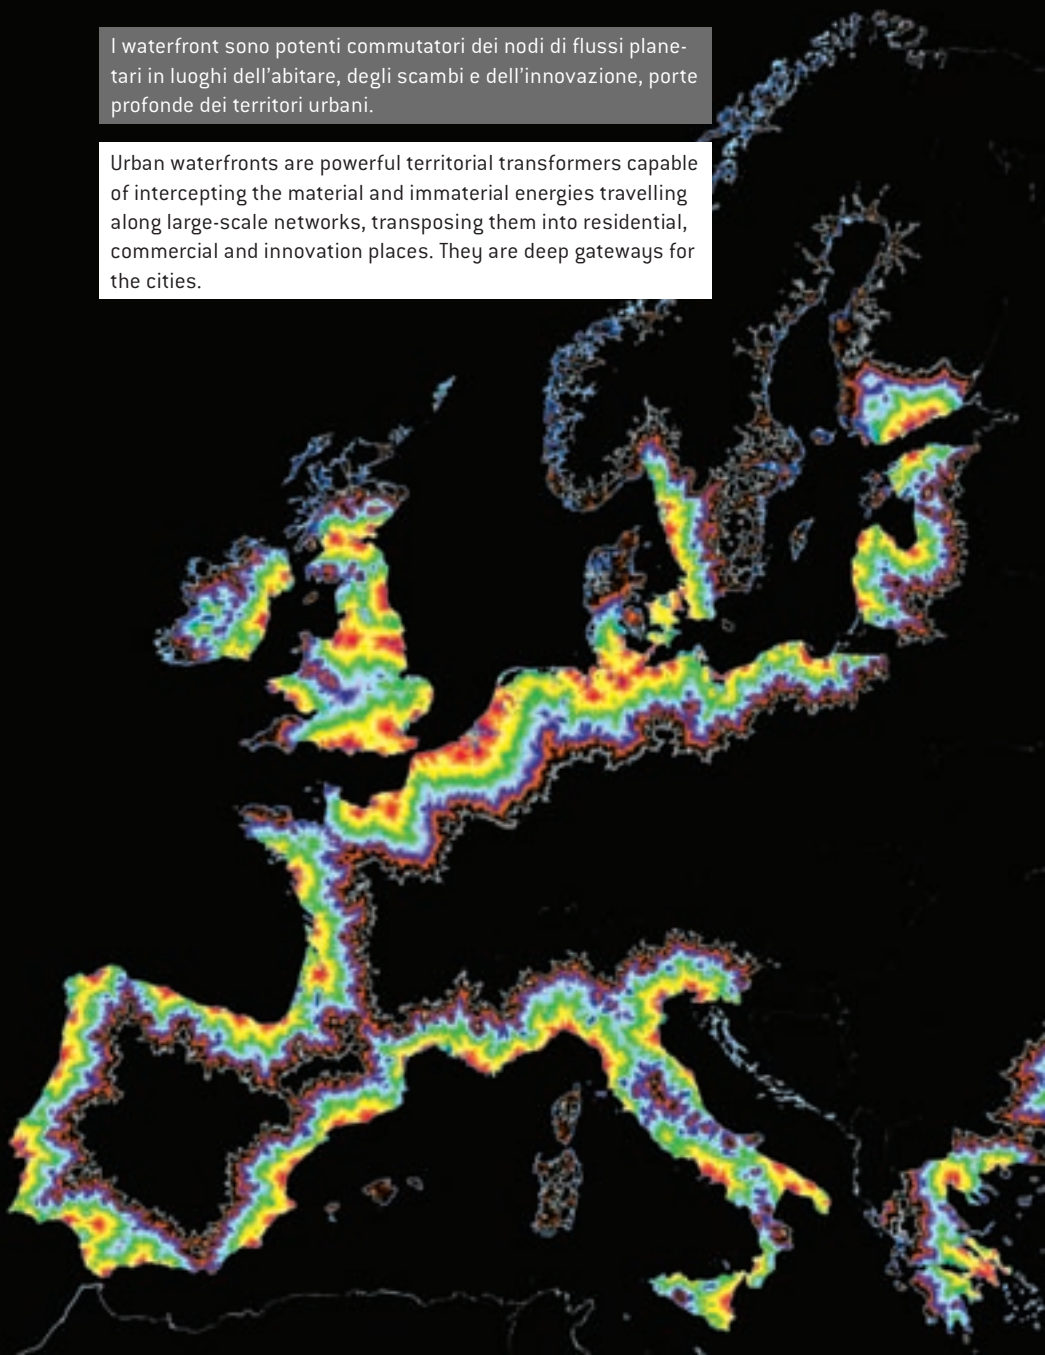 I waterfront sono potenti commutatori dei nodi di flussi plane-
tari in luoghi dell’abitare, degli scambi e dell’innovazione, porte
profonde dei territori urbani.
Urban waterfronts are powerful territorial transformers capable
of intercepting the material and immaterial energies travelling
along large-scale networks, transposing them into residential,
commercial and innovation places. They are deep gateways for
the cities.